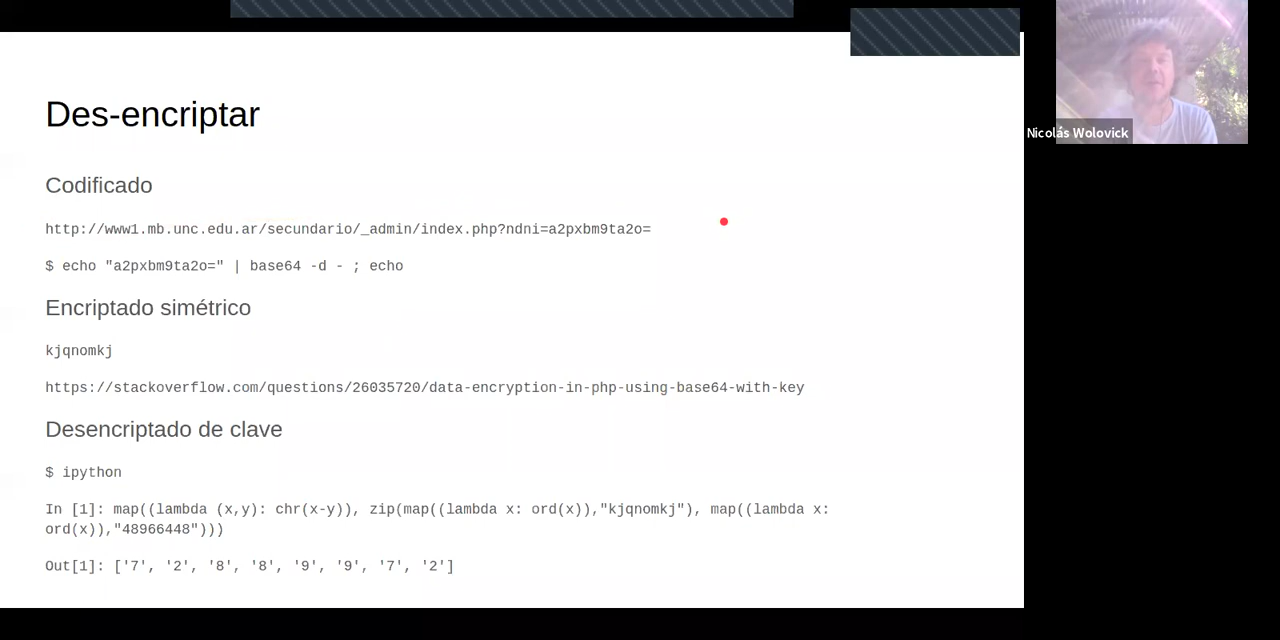 Des-encriptar
Codificado
http://www1.mb.unc.edu.ar/secundario/_admin/index.php?ndni=a2pxbm9ta2o=
$ echo "a2pxbm9ta2o=" | base64 -d - ; echo
Encriptado simétrico
kjqnomkj
https://stackoverflow.com/questions/26035720/data-encryption-in-php-using-base64-with-key
Desencriptado de clave
$ ipython
In [1]: map((lambda (x,y): chr(x-y)), zip(map((lambda x: ord(x)),"kjqnomkj"), map((lambda x:
ord(x)),"48966448")))
Out[1]: ['7', '2', '8', '8', '9', '9', '7', '2']
Nicolás Wolovick